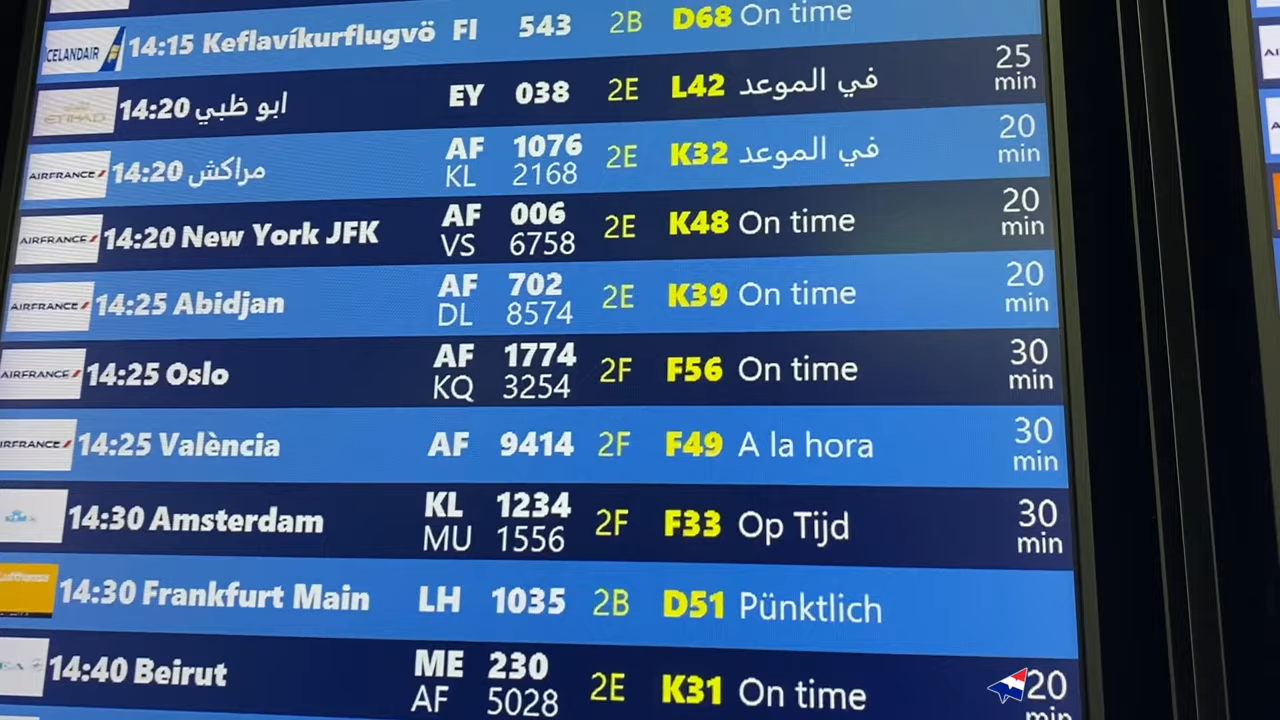 ICELANDAIR 14:15 Keflavíkurflugvö FI 543 2B D68 On time
ETIHAD 14:20 ابو ظبي EY 038 2E L42 في الموعد 25 min
AIRFRANCE 14:20 مراكش AF 1076 2E K32 في الموعد 20 min
KL 2168
AIRFRANCE 14:20 New York JFK AF 006 2E K48 On time 20 min
VS 6758
AIRFRANCE 14:25 Abidjan AF 702 2E K39 On time 20 min
DL 8574
AIRFRANCE 14:25 Oslo AF 1774 2F F56 On time 30 min
KQ 3254
AIRFRANCE 14:25 València AF 9414 2F F49 A la hora 30 min
KLM 14:30 Amsterdam KL 1234 2F F33 Op Tijd 30 min
MU 1556
14:30 Frankfurt Main LH 1035 2B D51 Pünktlich
14:40 Beirut ME 230 2E K31 On time 20 min
AF 5028